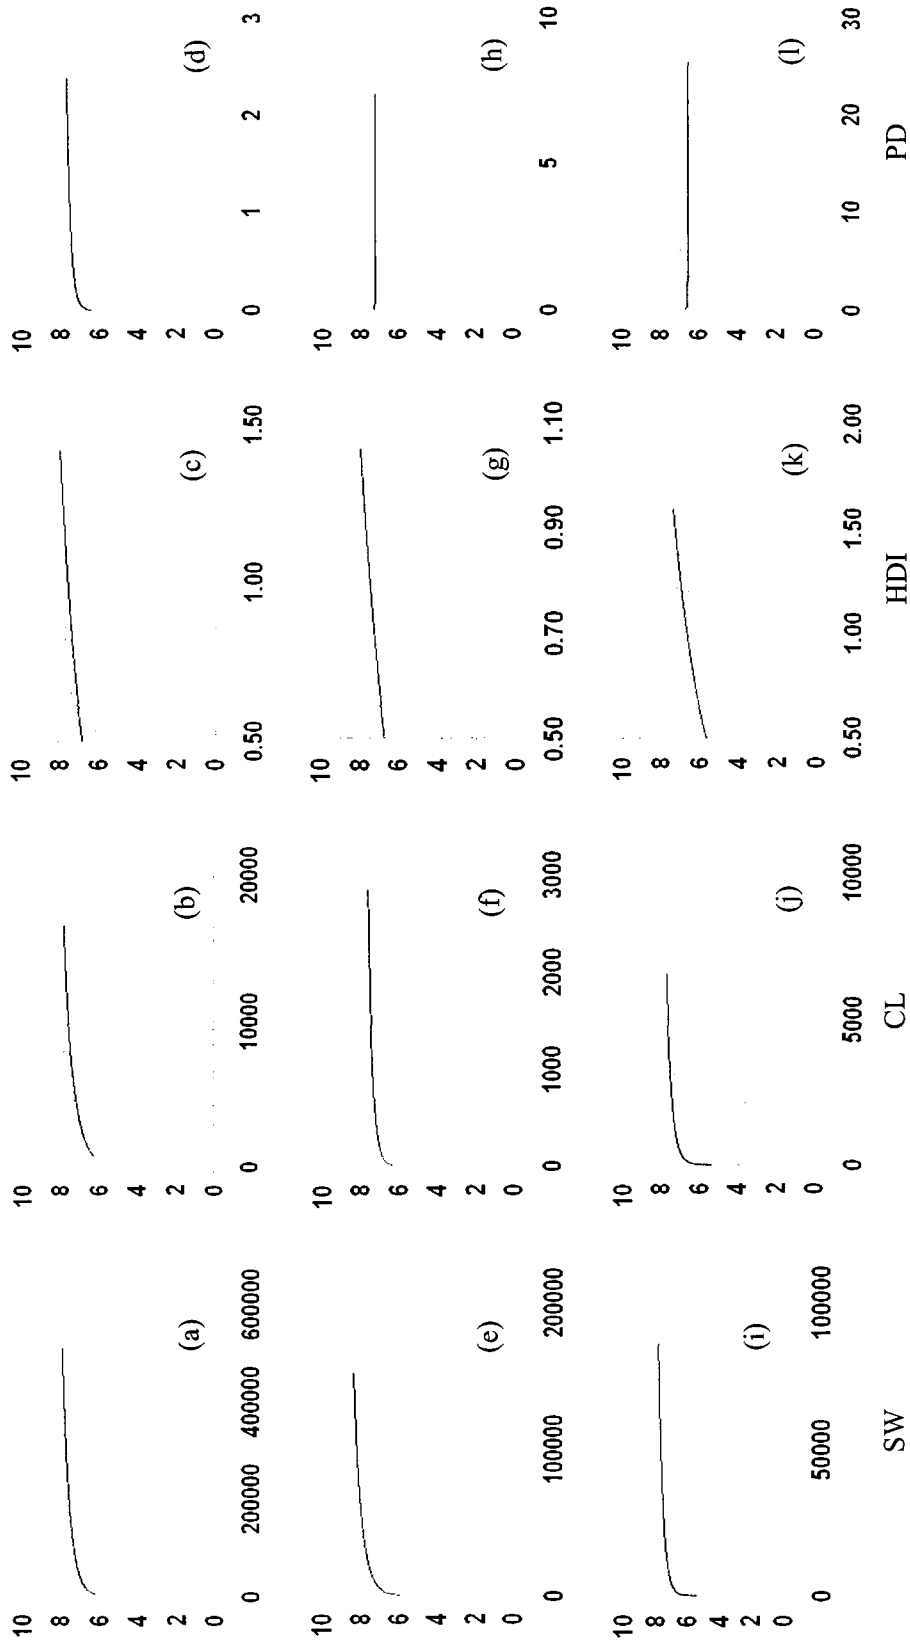 10
8
6
4
2
0
(a)
0 200000 400000 600000
10
8
6
4
2
0
(b)
0 10000 20000
10
8
6
4
2
0
(c)
0.50 1.00 1.50
10
8
6
4
2
0
(d)
0 1 2 3
10
8
6
4
2
0
(e)
0 100000 200000
10
8
6
4
2
0
(f)
0 1000 2000 3000
10
8
6
4
2
0
(g)
0.50 0.70 0.90 1.10
10
8
6
4
2
0
(h)
0 5 10
10
8
6
4
2
0
(i)
0 50000 100000
SW
10
8
6
4
2
0
(j)
0 5000 10000
CL
10
8
6
4
2
0
(k)
0.50 1.00 1.50 2.00
HDI
10
8
6
4
2
0
(l)
0 10 20 30
PD